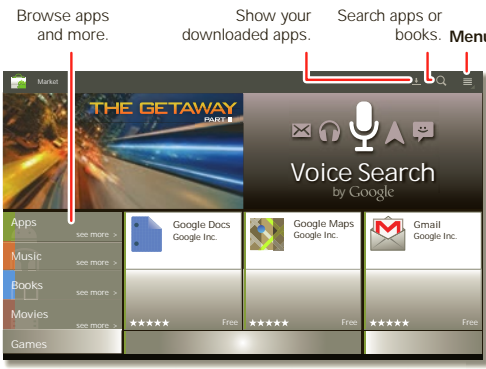 Browse apps
and more.
Show your
downloaded apps.
Search apps or
books.
Menu
Market
THE GETAWAY
PART II
Voice Search
by Google
Apps
see more >
Music
see more >
Books
see more >
Movies
see more >
Games
Google Docs
Google Inc.
★★★★★ Free
Google Maps
Google Inc.
★★★★★ Free
Gmail
Google Inc.
★★★★★ Free